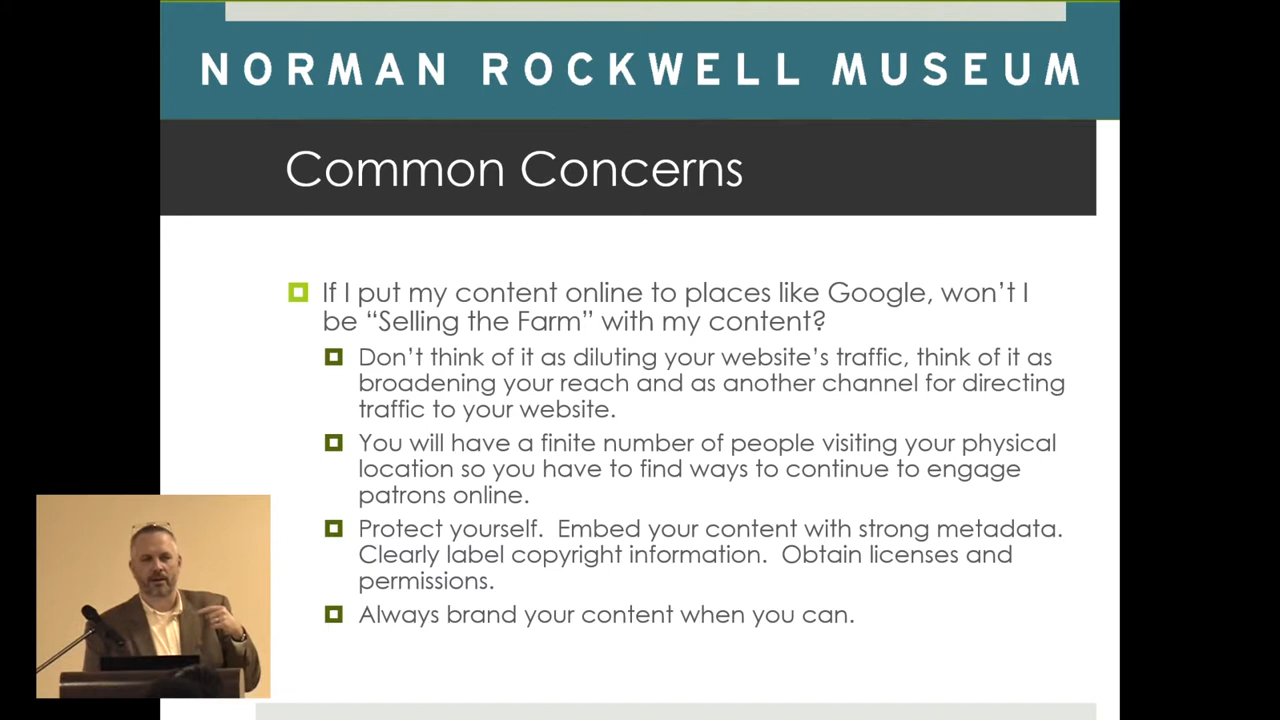 NORMAN ROCKWELL MUSEUM
Common Concerns
If I put my content online to places like Google, won’t I
be “Selling the Farm” with my content?
Don’t think of it as diluting your website’s traffic, think of it as
broadening your reach and as another channel for directing
traffic to your website.
You will have a finite number of people visiting your physical
location so you have to find ways to continue to engage
patrons online.
Protect yourself.  Embed your content with strong metadata.
Clearly label copyright information.  Obtain licenses and
permissions.
Always brand your content when you can.